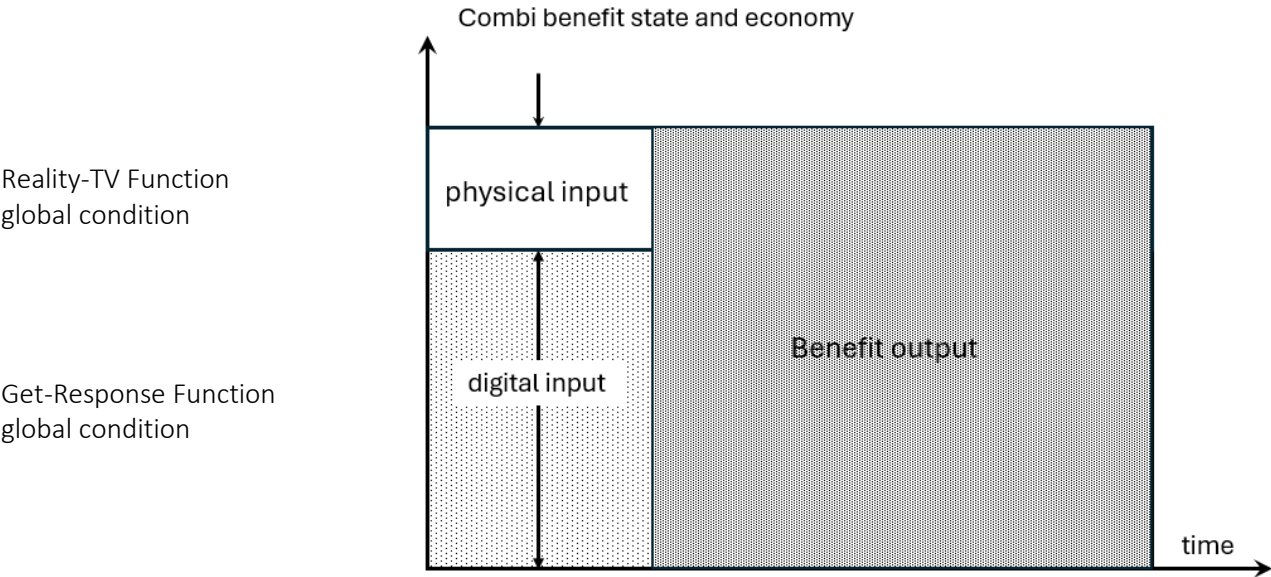 Combi benefit state and economy
Reality-TV Function
global condition
physical input
Benefit output
Get-Response Function
global condition
digital input
time